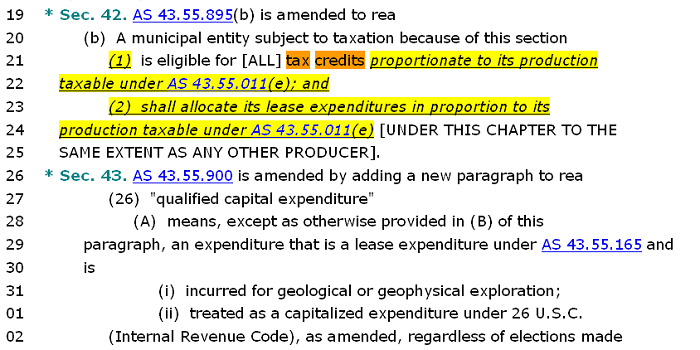 19 * Sec. 42. AS 43.55.895(b) is amended to rea
20 (b) A municipal entity subject to taxation because of this section
21 (1) is eligible for [ALL] tax credits proportionate to its production
22 taxable under AS 43.55.011(e); and
23 (2) shall allocate its lease expenditures in proportion to its
24 production taxable under AS 43.55.011(e) [UNDER THIS CHAPTER TO THE
25 SAME EXTENT AS ANY OTHER PRODUCER].
26 * Sec. 43. AS 43.55.900 is amended by adding a new paragraph to rea
27 (26) "qualified capital expenditure"
28 (A) means, except as otherwise provided in (B) of this
29 paragraph, an expenditure that is a lease expenditure under AS 43.55.165 and
30 is
31 (i) incurred for geological or geophysical exploration;
01 (ii) treated as a capitalized expenditure under 26 U.S.C.
02 (Internal Revenue Code), as amended, regardless of elections made